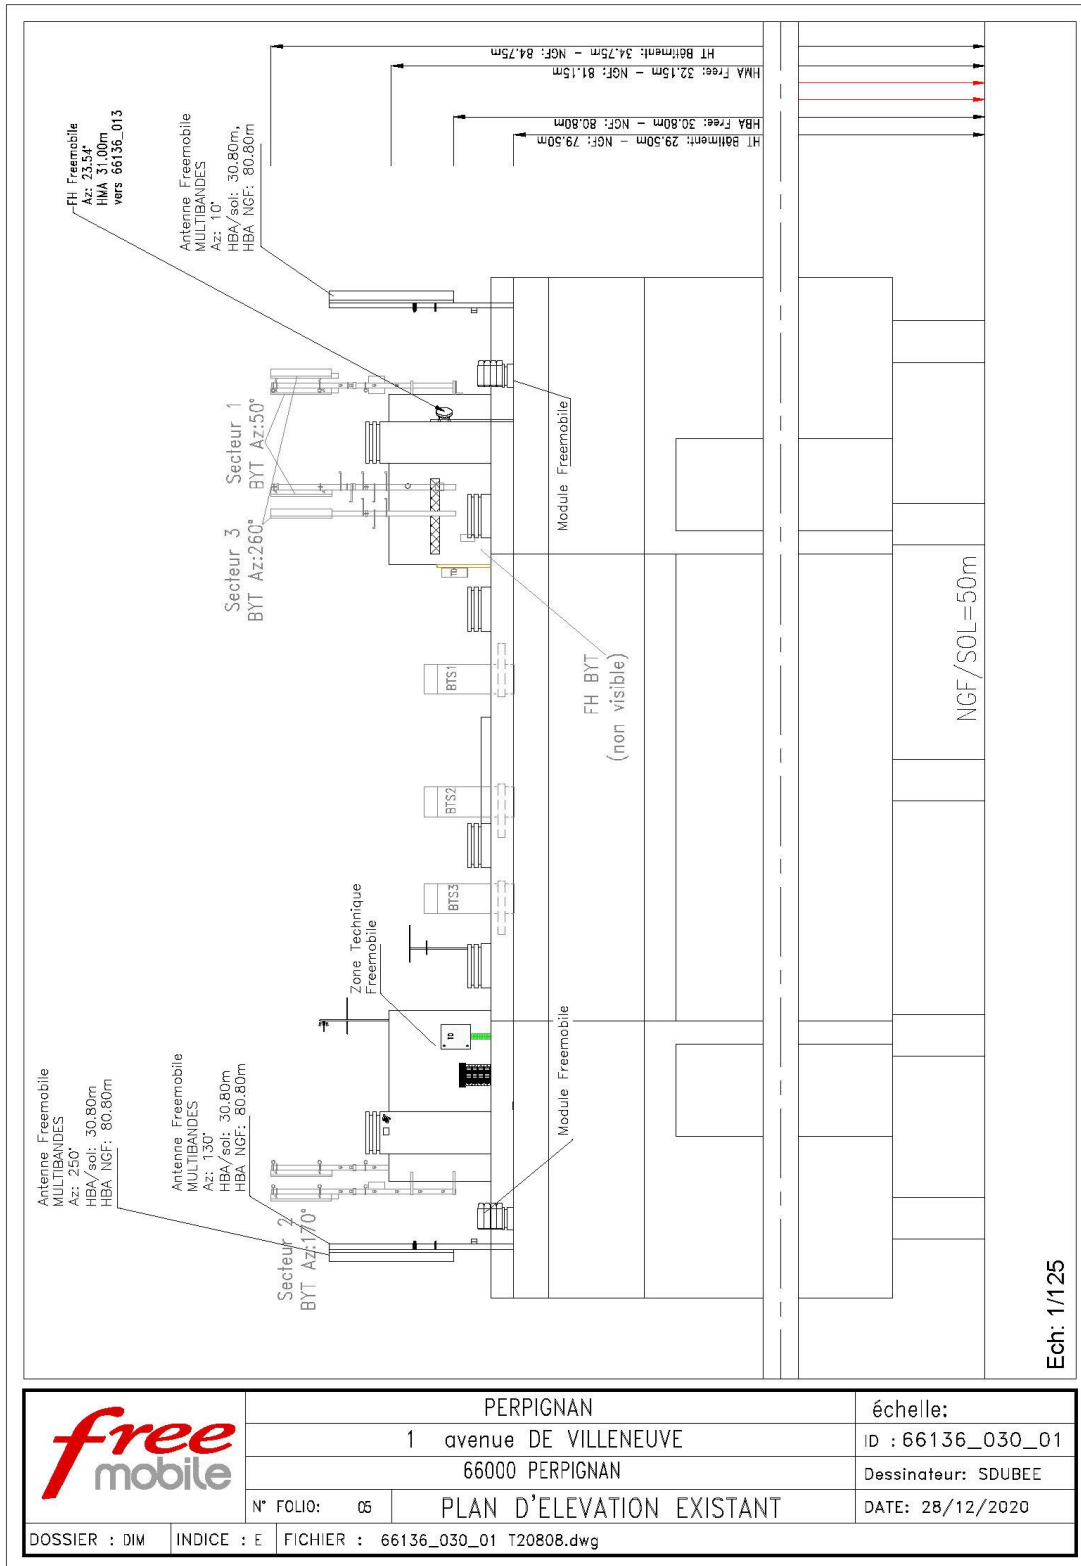 HT Bâtiment: 34.75m – NGF: 84.75m
HMA Free: 32.15m – NGF: 81.15m
HBA Free: 30.80m – NGF: 80.80m
HT Bâtiment: 29.50m – NGF: 79.50m
FH Freemobile
Az: 23.54°
HMA 31.00m
vers 66136_013
Antenne Freemobile
MULTIBANDES
Az: 10°
HBA/sol: 30.80m,
HBA NGF: 80.80m
Secteur 1
BYT Az:50°
Secteur 3
BYT Az:260°
Module Freemobile
TD
FH BYT
(non visible)
BTS1
BTS2
BTS3
NGF/SOL=50m
Zone Technique
Freemobile
TD
Module Freemobile
Antenne Freemobile
MULTIBANDES
Az: 250°
HBA/sol: 30.80m
HBA NGF: 80.80m
Antenne Freemobile
MULTIBANDES
Az: 130°
HBA/sol: 30.80m
HBA NGF: 80.80m
Secteur 2
BYT Az:170°
Ech: 1/125
free
mobile
PERPIGNAN
1 avenue DE VILLENEUVE
66000 PERPIGNAN
N° FOLIO: 05
PLAN D'ELEVATION EXISTANT
échelle:
ID : 66136_030_01
Dessinateur: SDUBEE
DATE: 28/12/2020
DOSSIER : DIM
INDICE : E
FICHIER : 66136_030_01 T20808.dwg